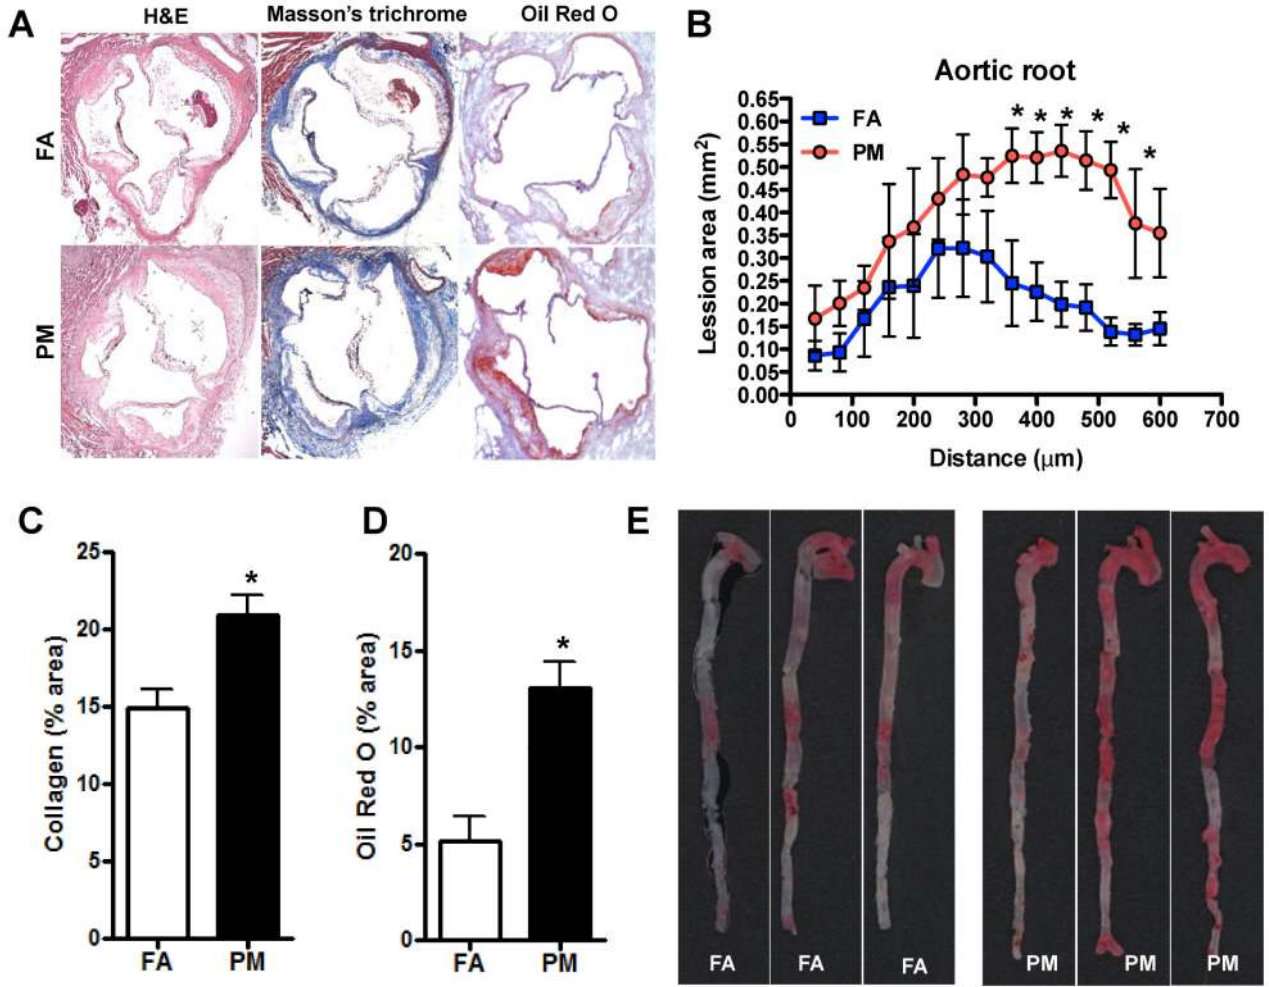 A
H&E
Masson's trichrome
Oil Red O
FA
PM
B
Aortic root
Lession area (mm²)
0.65
0.60
0.55
0.50
0.45
0.40
0.35
0.30
0.25
0.20
0.15
0.10
0.05
0.00
FA
PM
* * * * * *
0 100 200 300 400 500 600 700
Distance (μm)
C
Collagen (% area)
25
20
15
10
5
0
*
FA PM
D
Oil Red O (% area)
20
15
10
5
0
*
FA PM
E
FA FA FA PM PM PM